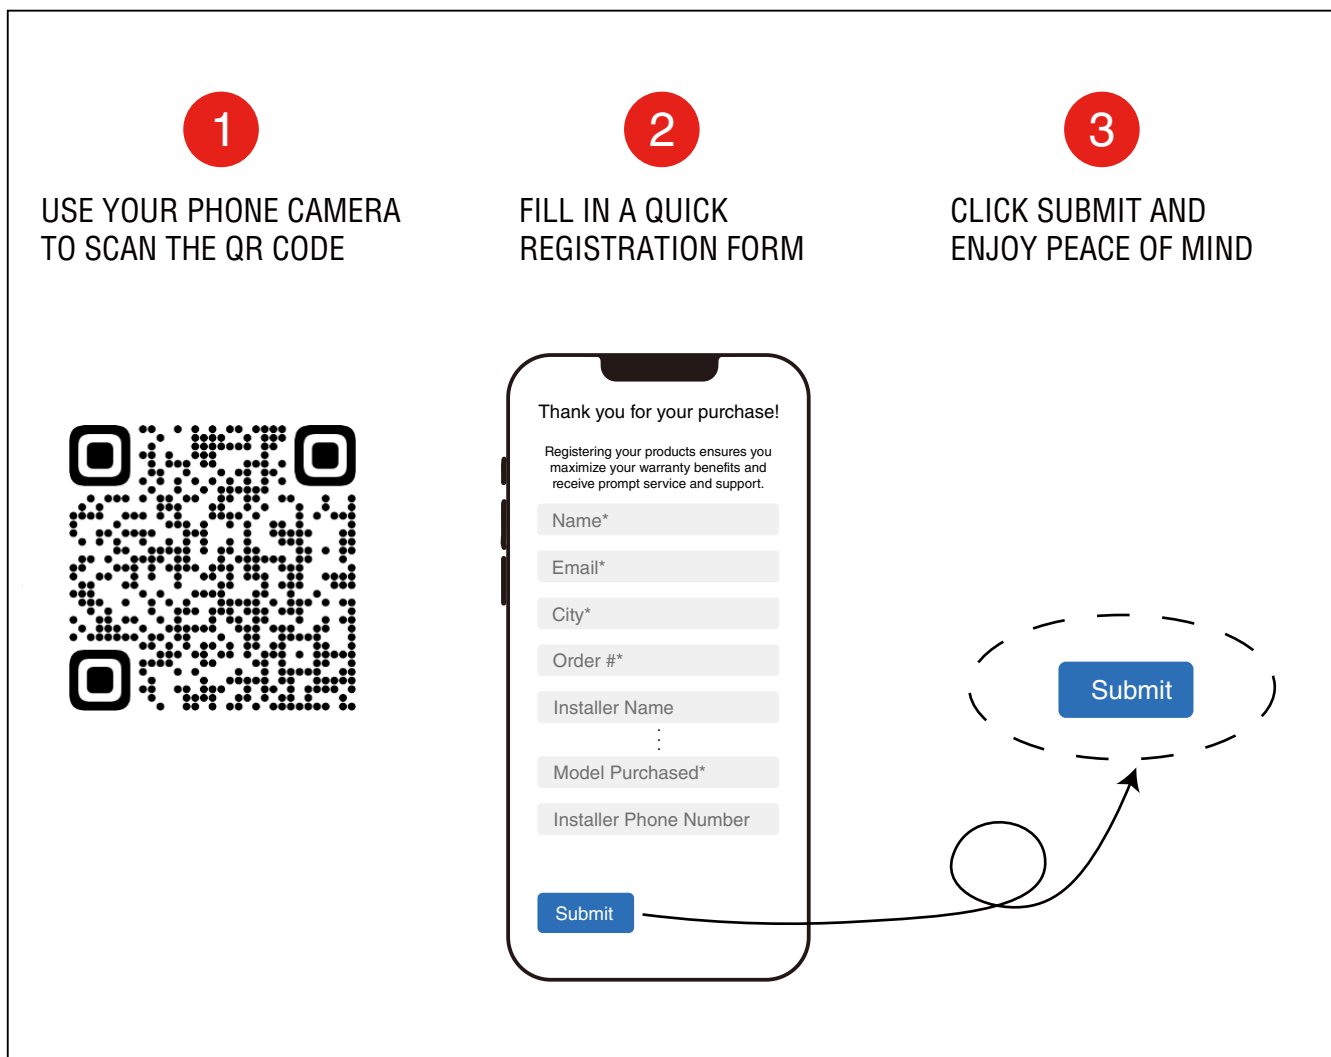 1
USE YOUR PHONE CAMERA
TO SCAN THE QR CODE
2
FILL IN A QUICK
REGISTRATION FORM
3
CLICK SUBMIT AND
ENJOY PEACE OF MIND
Thank you for your purchase!
Registering your products ensures you
maximize your warranty benefits and
receive prompt service and support.
Name*
Email*
City*
Order #*
Installer Name
Model Purchased*
Installer Phone Number
Submit
Submit